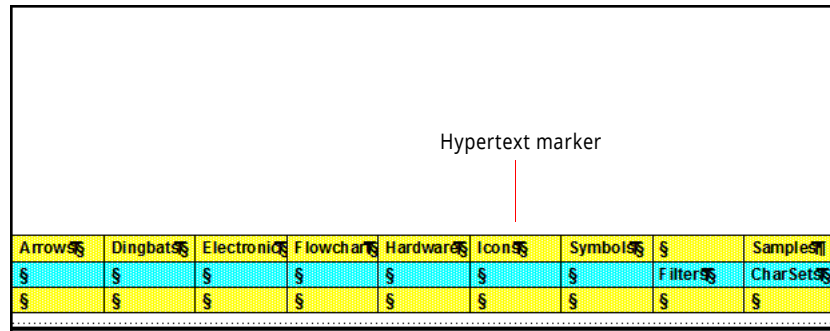 Hypertext marker
Arrows§ Dingbats§ Electronic§ Flowchart§ Hardware§ Icons§ Symbols§ § Samples¶
§ § § § § § § Filters§ CharSets§
§ § § § § § § § §